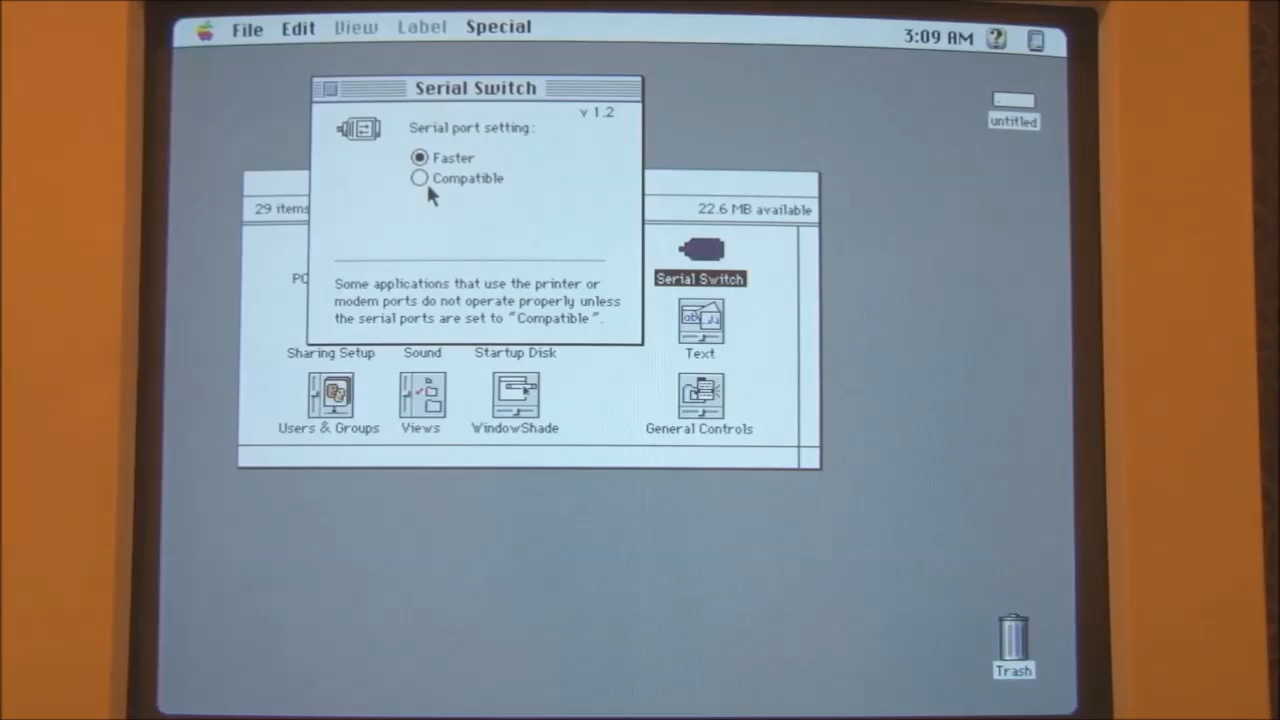 File Edit View Label Special
3:09 AM
Serial Switch
v 1.2
Serial port setting:
Faster
Compatible
Some applications that use the printer or
modem ports do not operate properly unless
the serial ports are set to "Compatible".
untitled
29 items
22.6 MB available
PC
Serial Switch
Sharing Setup Sound Startup Disk
Text
Users & Groups Views WindowShade
General Controls
Trash